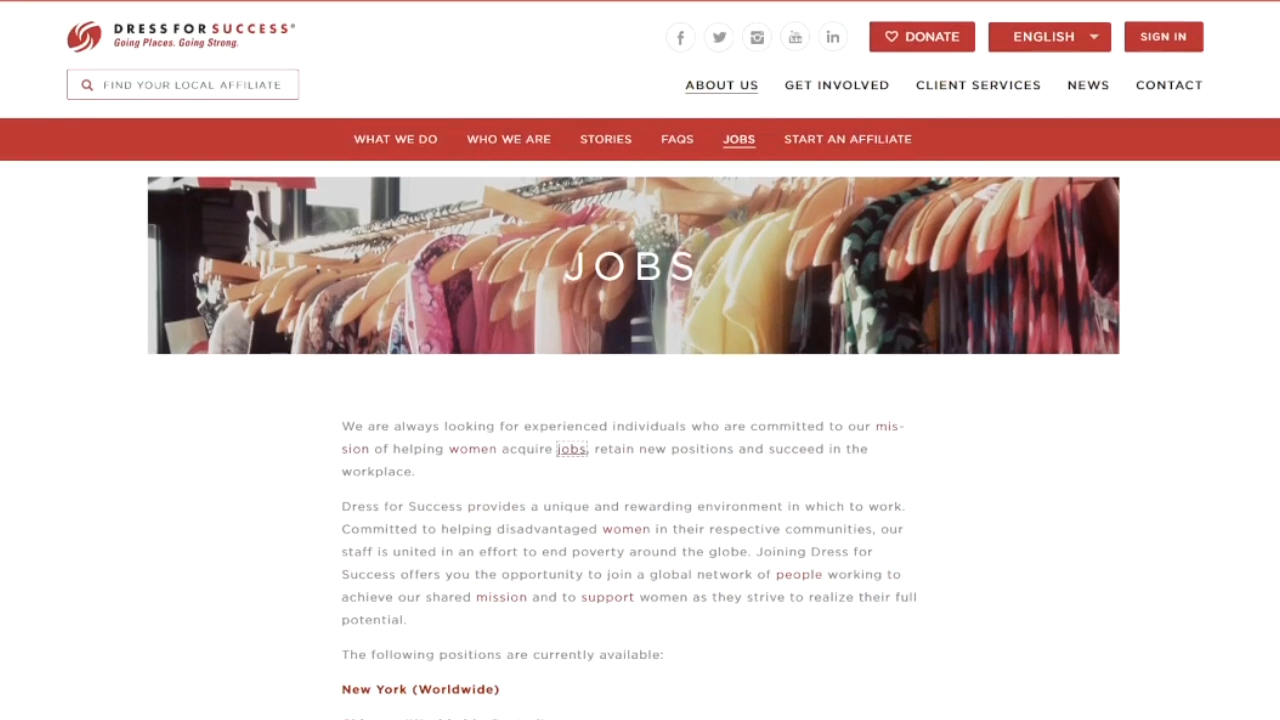 DRESS FOR SUCCESS®
Going Places. Going Strong.
DONATE
ENGLISH
SIGN IN
FIND YOUR LOCAL AFFILIATE
ABOUT US
GET INVOLVED
CLIENT SERVICES
NEWS
CONTACT
WHAT WE DO
WHO WE ARE
STORIES
FAQS
JOBS
START AN AFFILIATE
JOBS
We are always looking for experienced individuals who are committed to our mis-
sion of helping women acquire jobs, retain new positions and succeed in the
workplace.
Dress for Success provides a unique and rewarding environment in which to work.
Committed to helping disadvantaged women in their respective communities, our
staff is united in an effort to end poverty around the globe. Joining Dress for
Success offers you the opportunity to join a global network of people working to
achieve our shared mission and to support women as they strive to realize their full
potential.
The following positions are currently available:
New York (Worldwide)